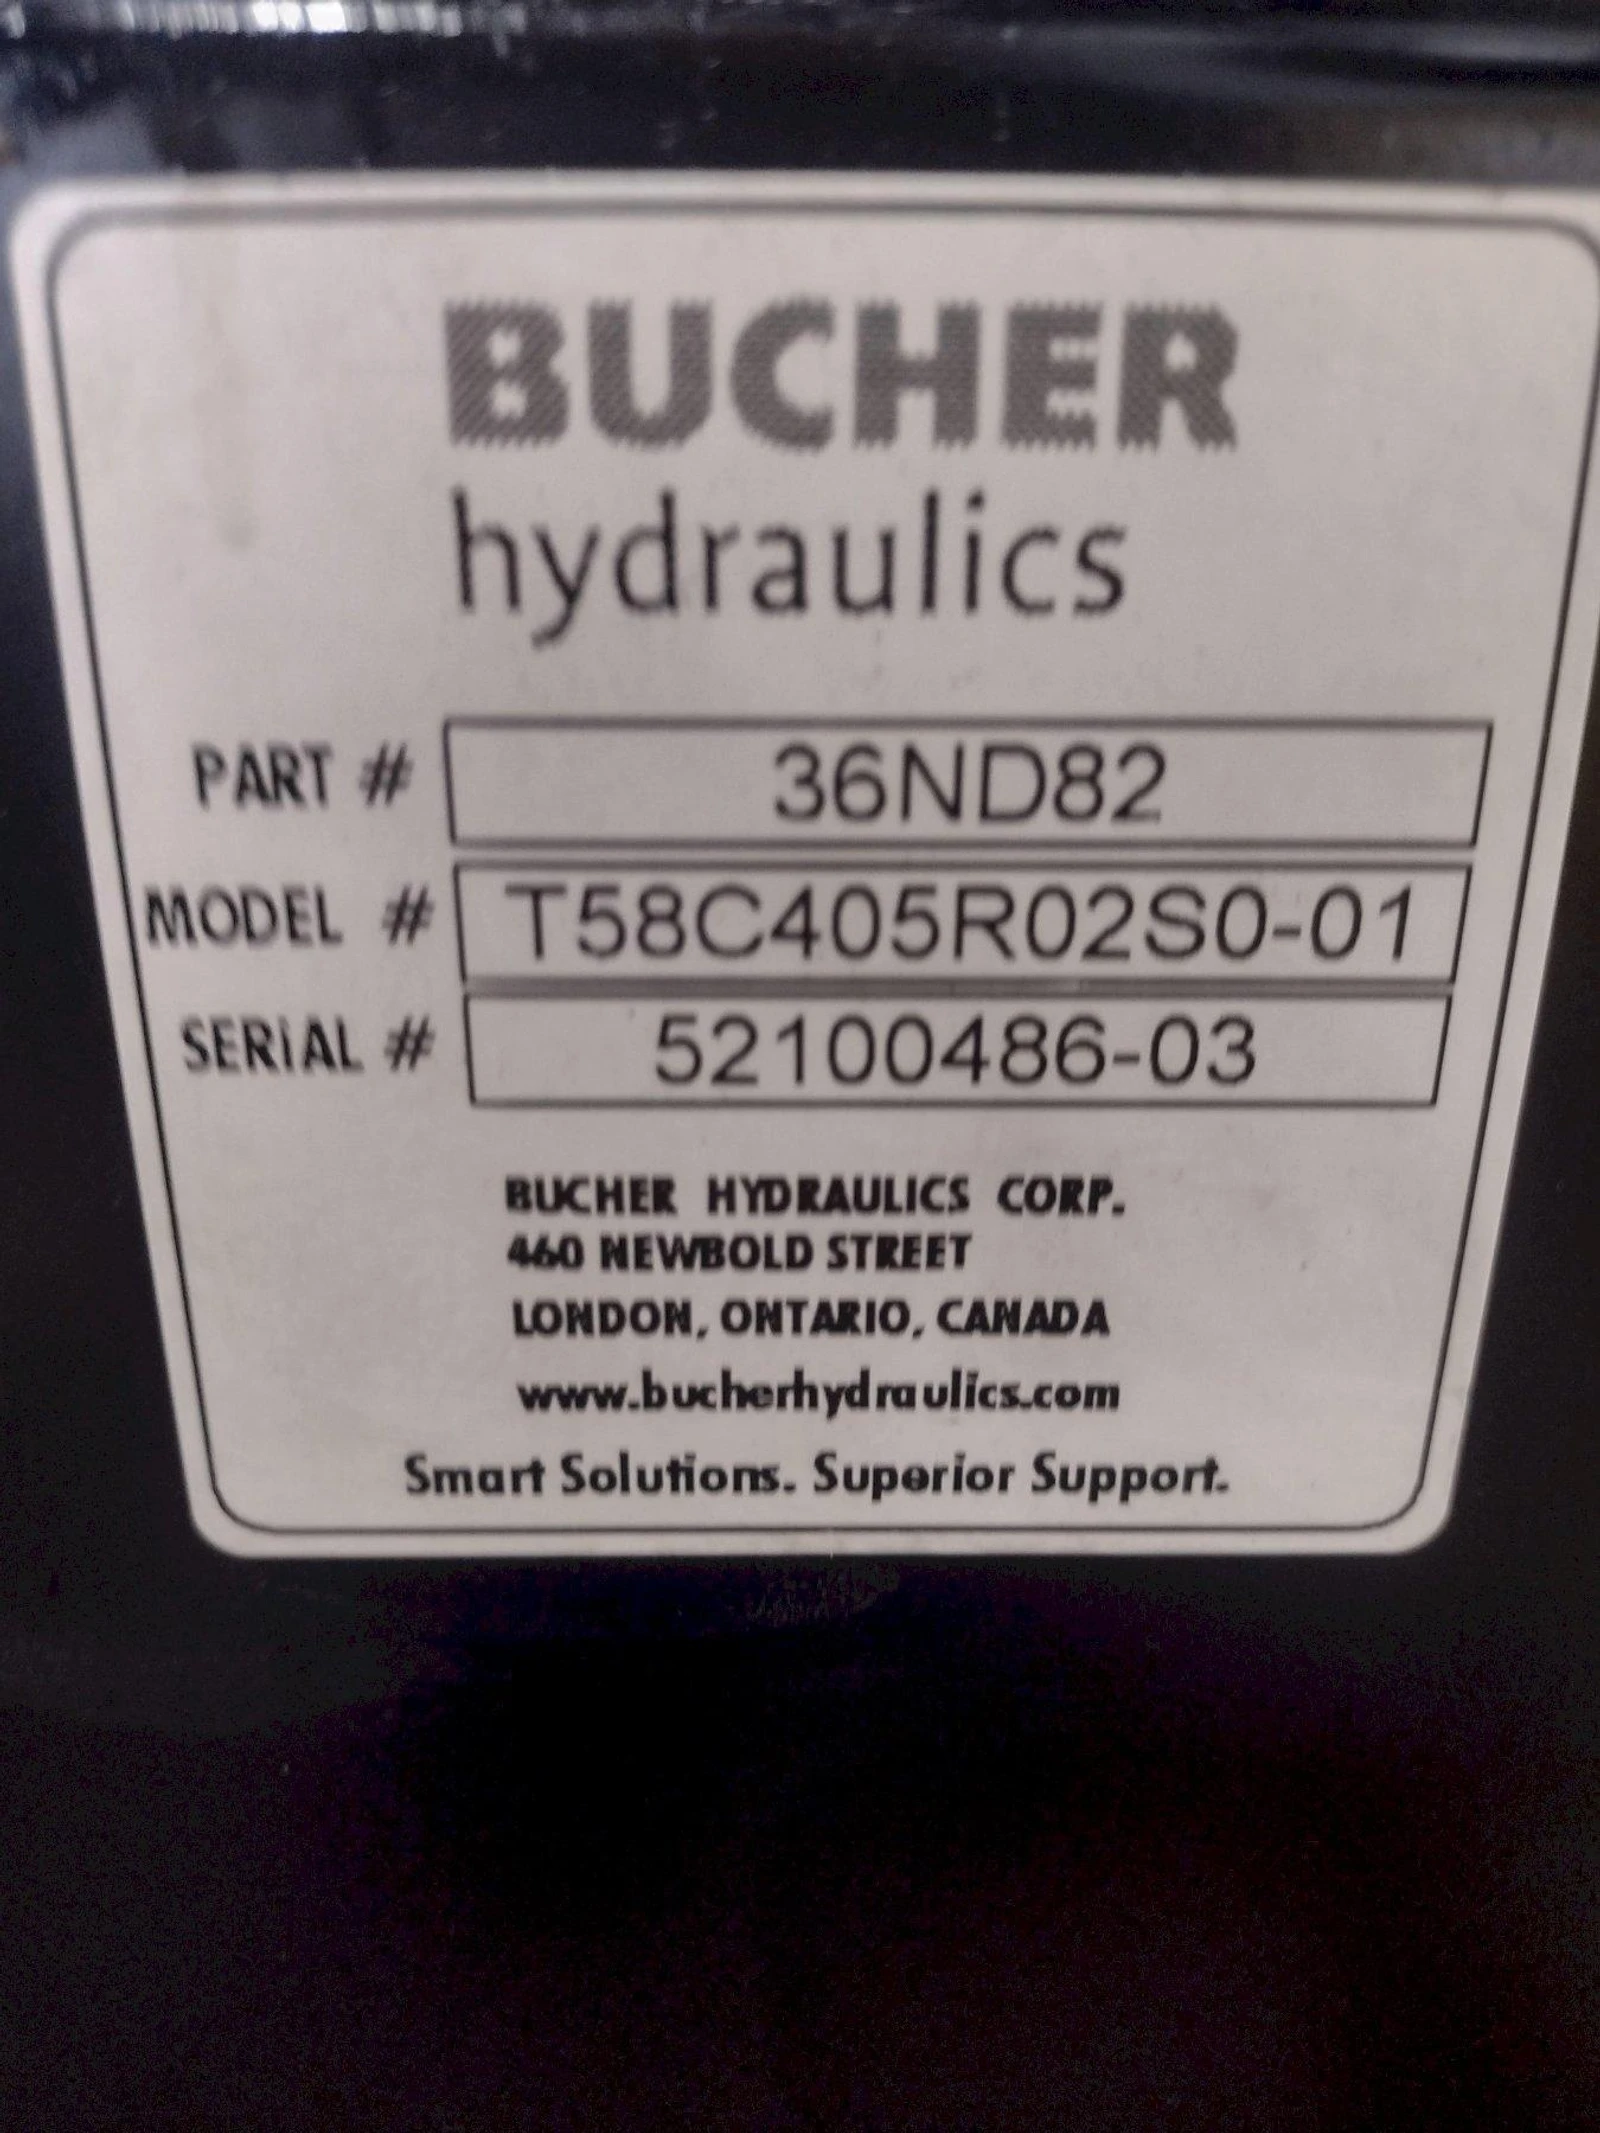 BUCHER
hydraulics
PART # 36ND82
MODEL # T58C405R02S0-01
SERIAL # 52100486-03
BUCHER HYDRAULICS CORP.
460 NEWBOLD STREET
LONDON, ONTARIO, CANADA
www.bucherhydraulics.com
Smart Solutions. Superior Support.